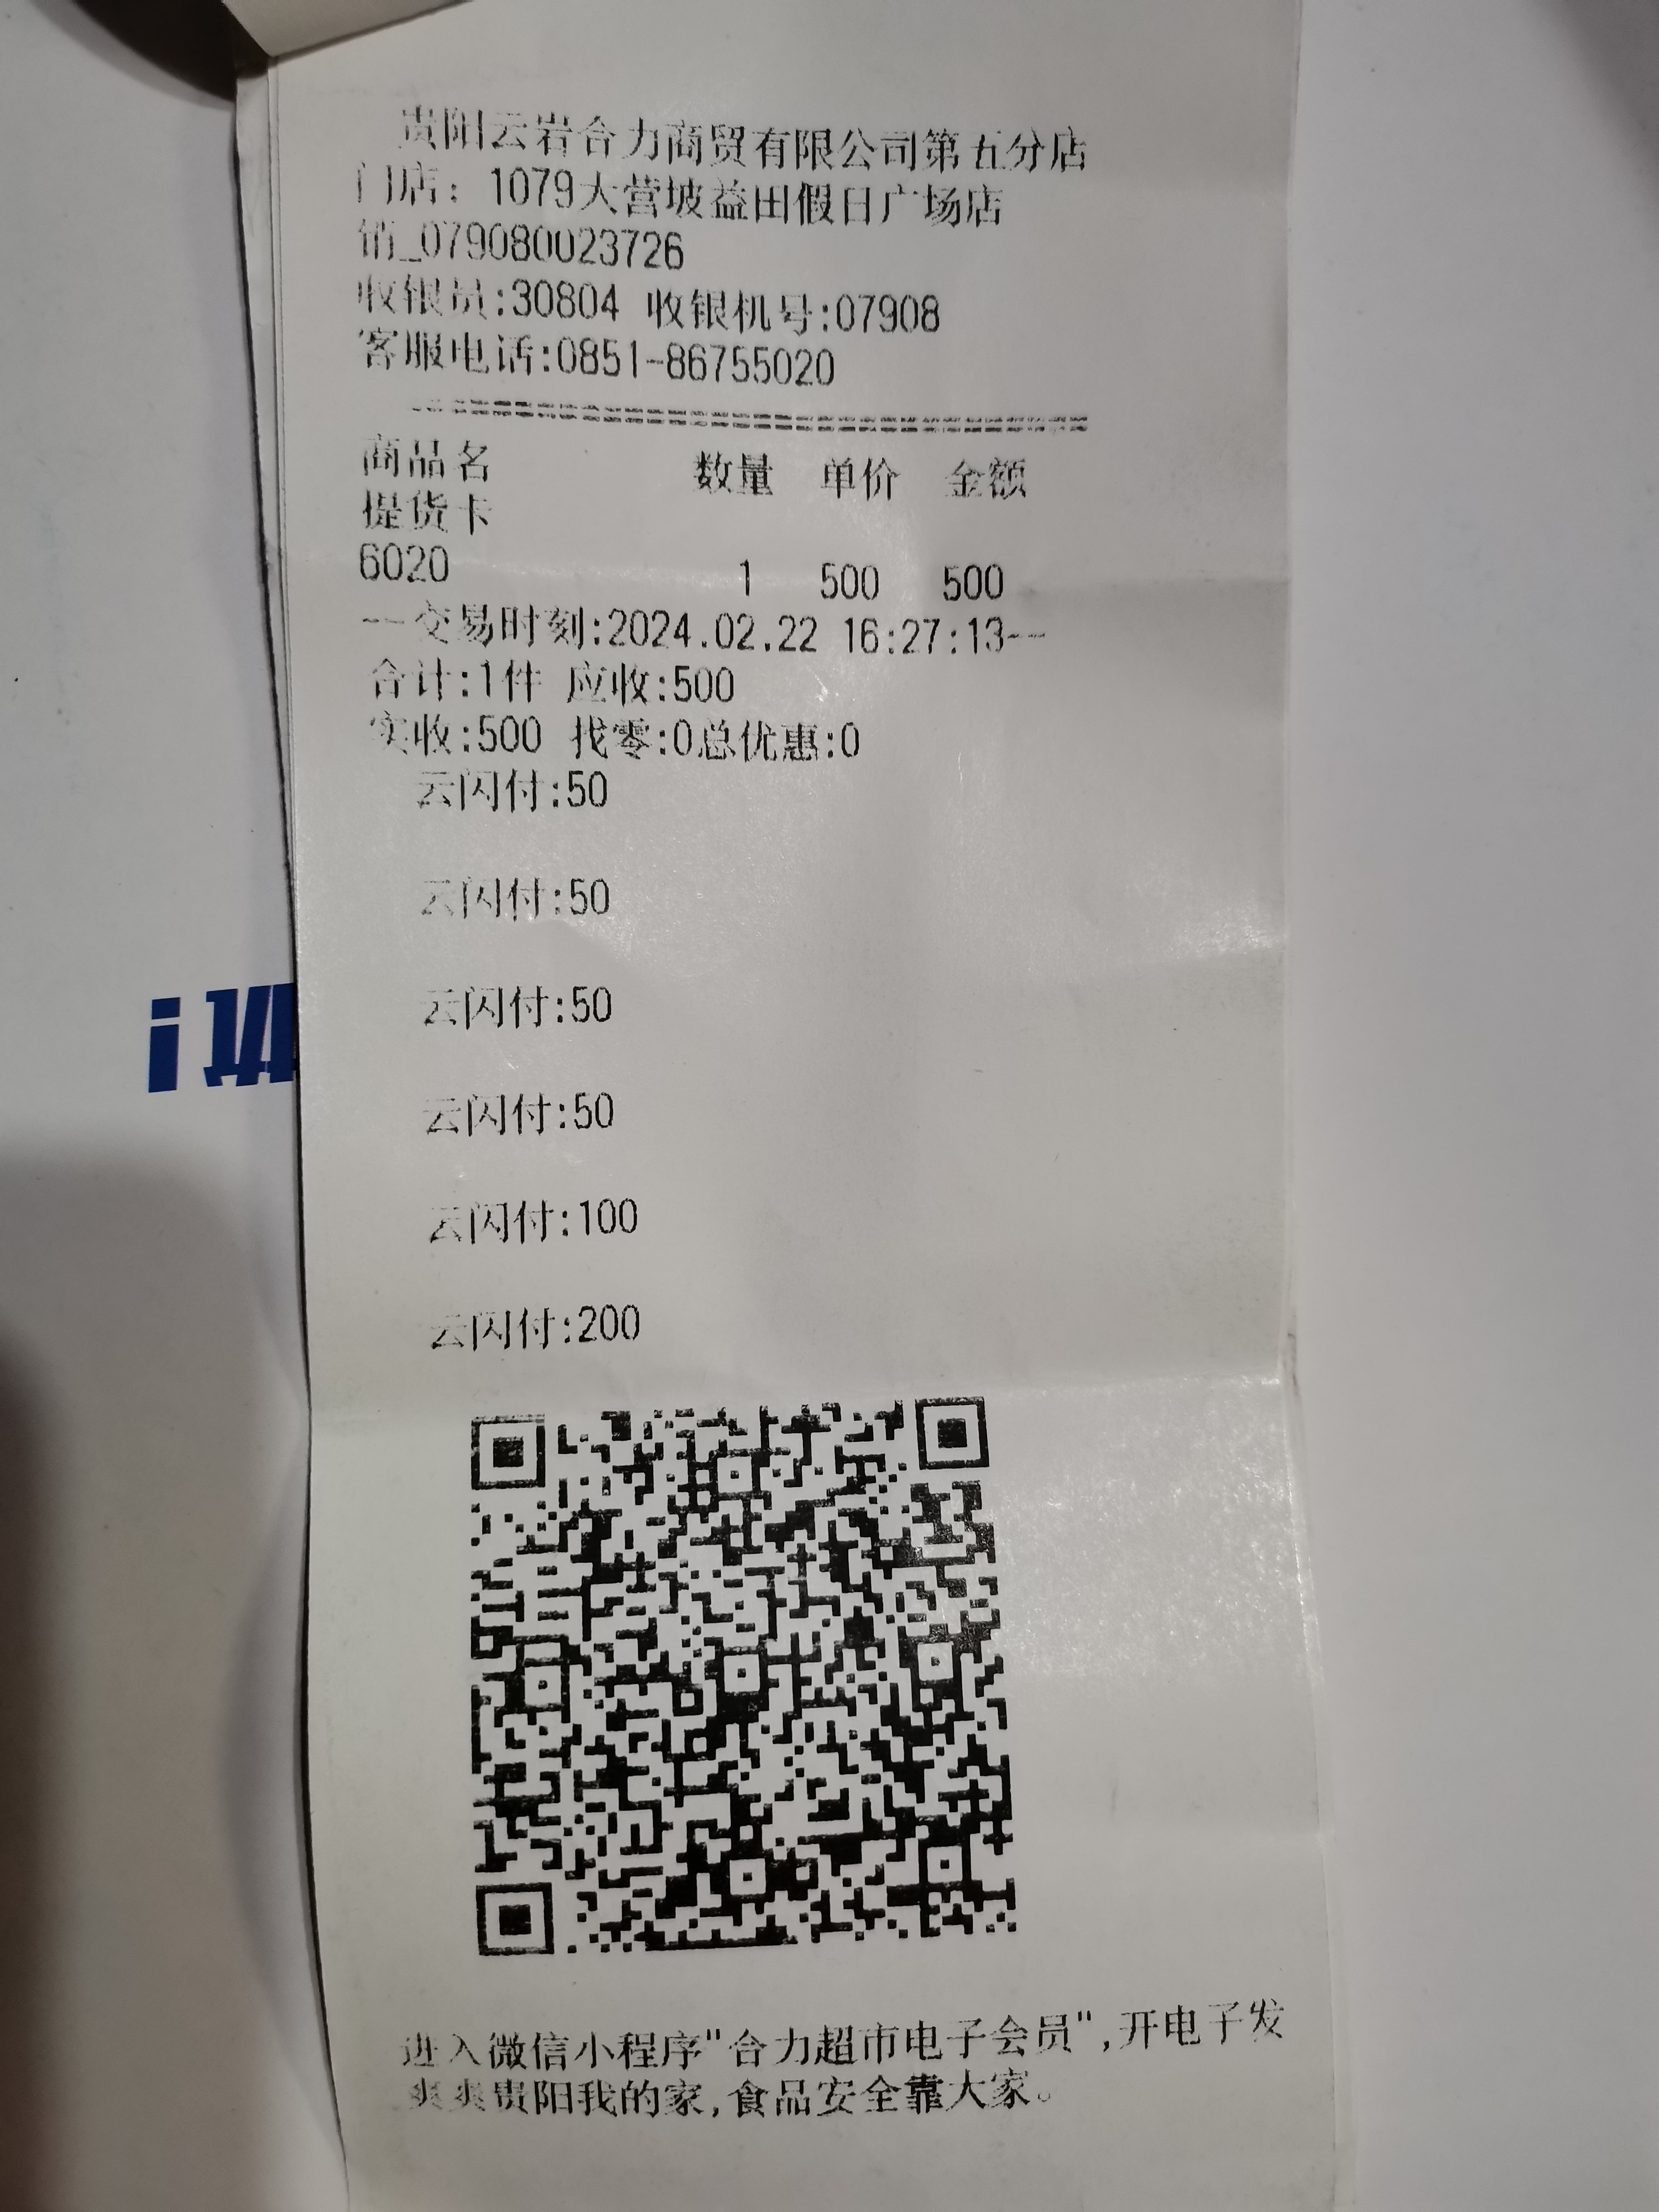 贵阳云岩合力商贸有限公司第五分店
门店：1079大营坡益田假日广场店
销_079080023726
收银员:30804 收银机号:07908
客服电话:0851-86755020
商品名 数量 单价 金额
提货卡
6020 1 500 500
--交易时刻:2024.02.22 16:27:13--
合计:1件 应收:500
实收:500 找零:0总优惠:0
云闪付:50
云闪付:50
云闪付:50
云闪付:50
云闪付:100
云闪付:200
进入微信小程序"合力超市电子会员",开电子发
爽爽贵阳我的家,食品安全靠大家。